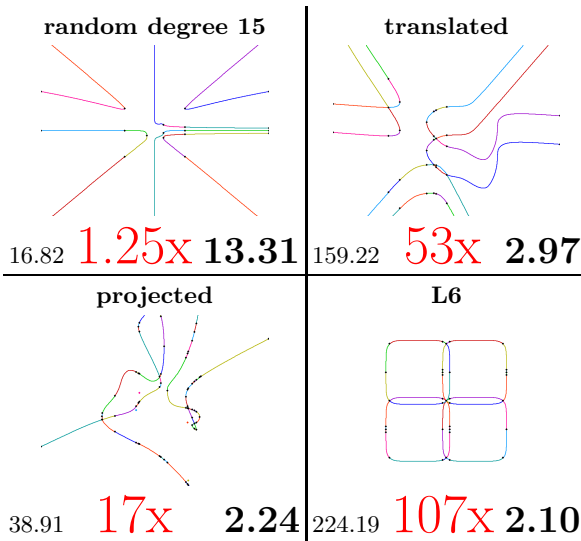 random degree 15
translated
16.82 1.25x 13.31
159.22 53x 2.97
projected
L6
38.91 17x 2.24
224.19 107x 2.10